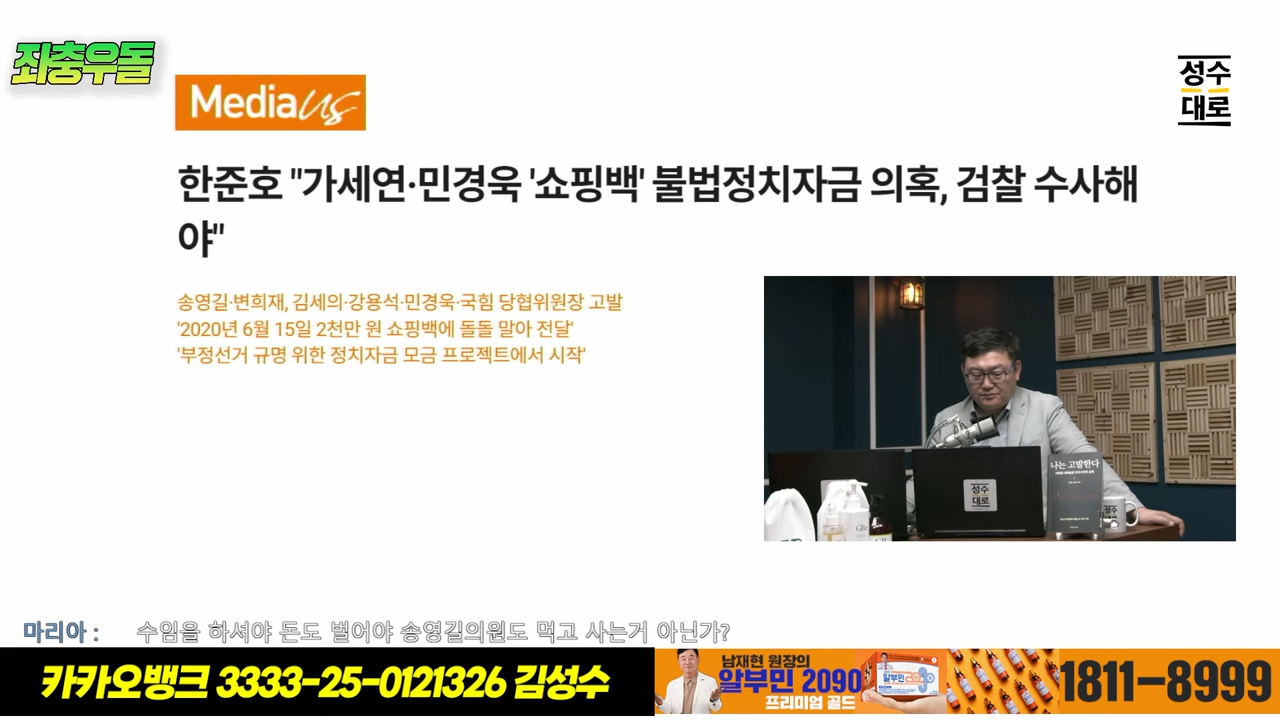 좌충우돌
성수
대로
Mediaus
한준호 "가세연·민경욱 '쇼핑백' 불법정치자금 의혹, 검찰 수사해
야"
송영길·변희재, 김세의·강용석·민경욱·국힘 당협위원장 고발
'2020년 6월 15일 2천만 원 쇼핑백에 돌돌 말아 전달'
'부정선거 규명 위한 정치자금 모금 프로젝트에서 시작'
나는 고발한다
성수
대로
성수
마리아 : 수임을 하셔야 돈도 벌어야 송영길의원도 먹고 사는거 아닌가?
카카오뱅크 3333-25-0121326 김성수
남재현 원장의
알부민 2090
프리미엄 골드
알부민
1811-8999